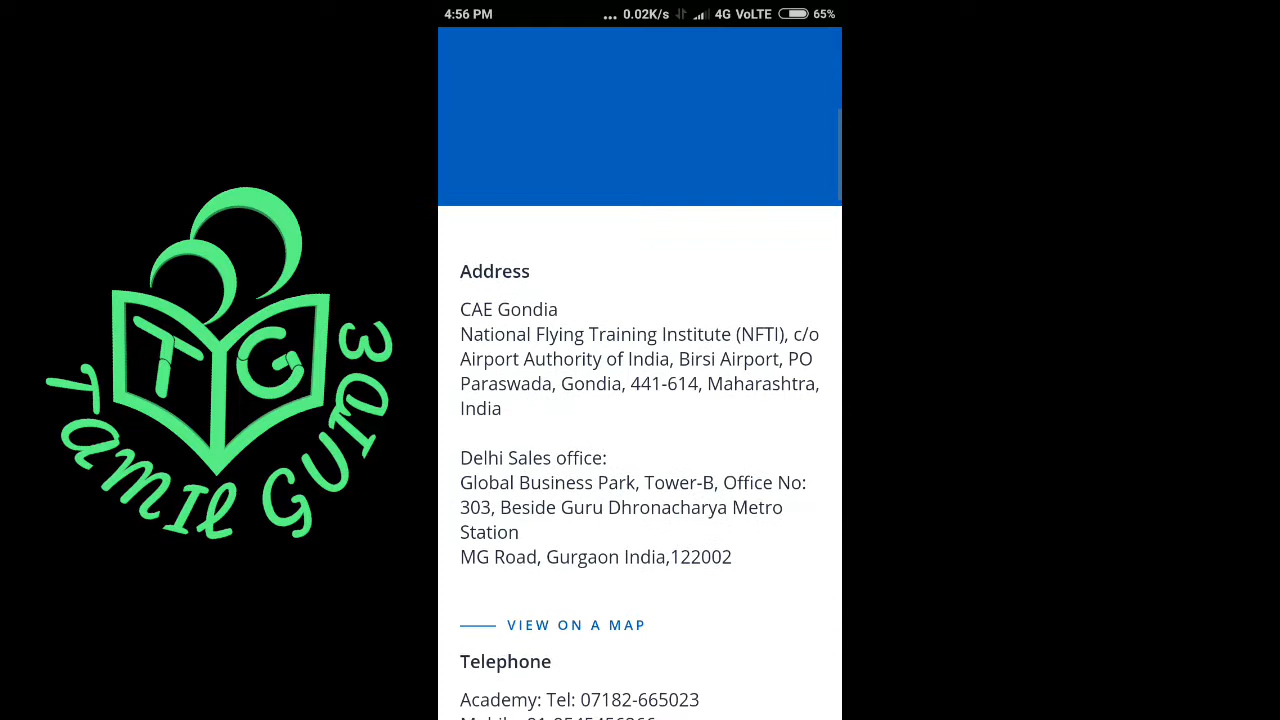 4:56 PM
... 0.02K/s 4G VoLTE 65%
TG
TAMIL GUIDE
Address
CAE Gondia
National Flying Training Institute (NFTI), c/o
Airport Authority of India, Birsi Airport, PO
Paraswada, Gondia, 441-614, Maharashtra,
India
Delhi Sales office:
Global Business Park, Tower-B, Office No:
303, Beside Guru Dhronacharya Metro
Station
MG Road, Gurgaon India,122002
VIEW ON A MAP
Telephone
Academy: Tel: 07182-665023